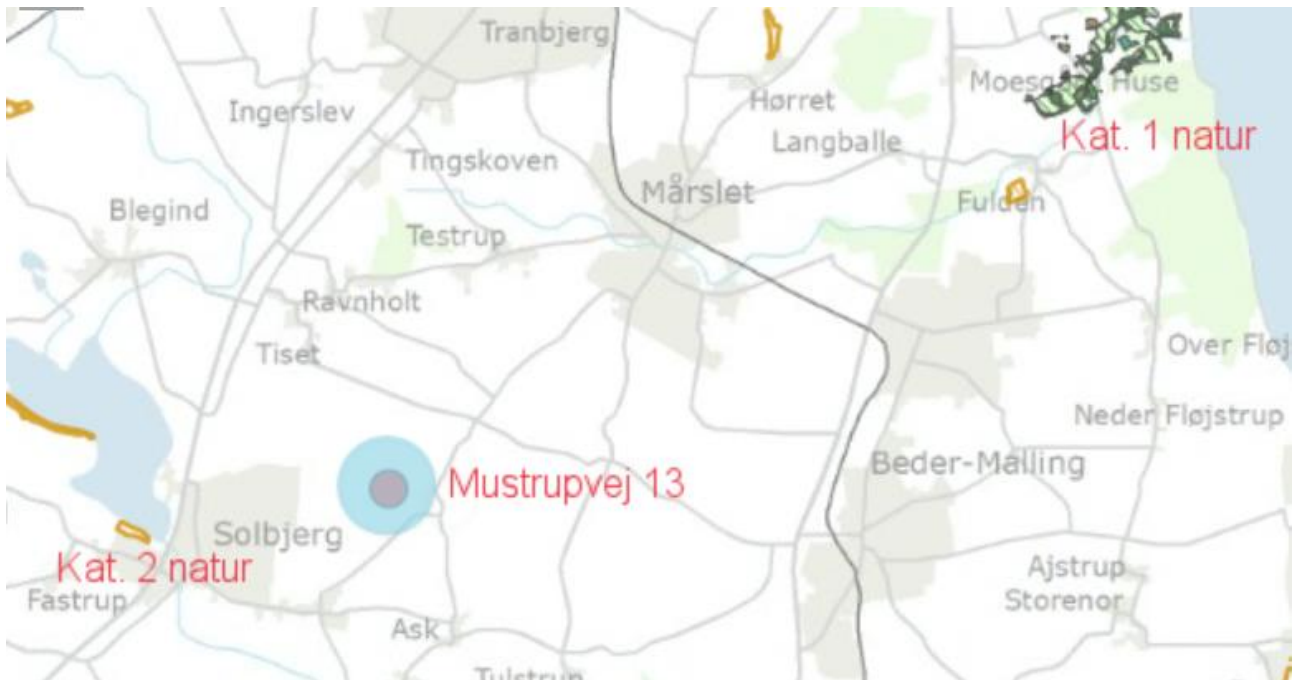 Tranbjerg
Moesgård Huse
Hørret
Ingerslev
Kat. 1 natur
Langballe
Tingskoven
Mårslet
Fulden
Blegind
Testrup
Ravnholt
Over Fløj
Tiset
Neder Fløjstrup
Beder-Malling
Mustrupvej 13
Solbjerg
Kat. 2 natur
Ajstrup
Storenor
Fastrup
Ask
Tulstrup